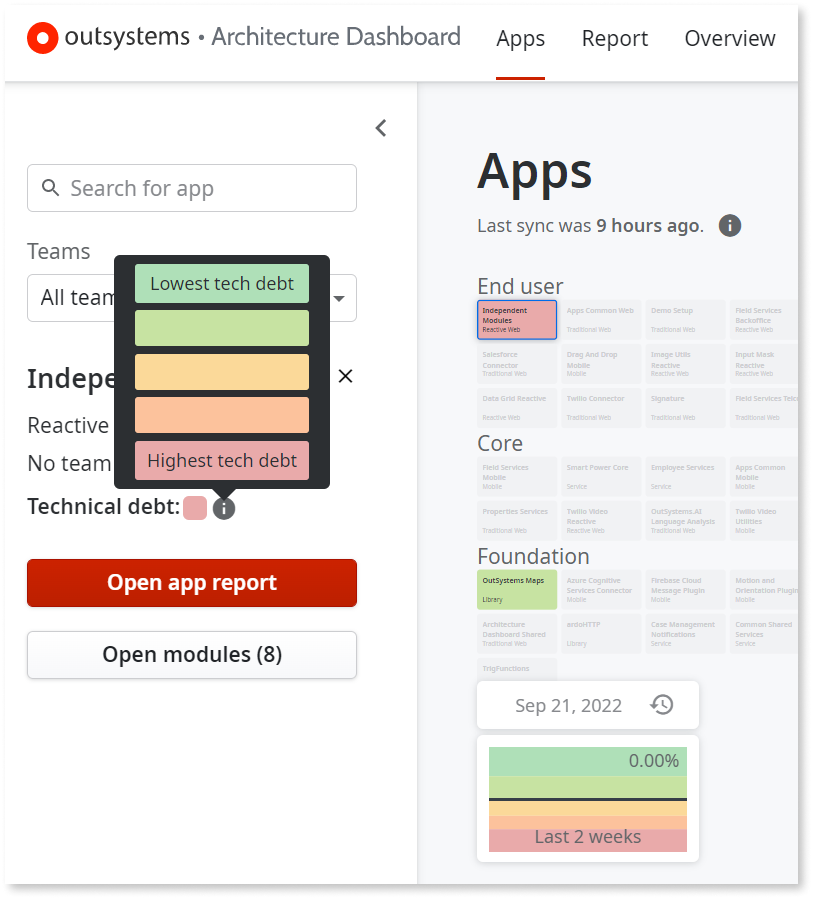 outsystems • Architecture Dashboard
Apps
Report
Overview
Search for app
Teams
All team
Lowest tech debt
Highest tech debt
Indepe
Reactive
No team
Technical debt:
Open app report
Open modules (8)
Apps
Last sync was 9 hours ago.
End user
Independent
Modules
Reactive Web
Apps Common Web
Traditional Web
Demo Setup
Traditional Web
Field Services
Backoffice
Reactive Web
Salesforce
Connector
Traditional Web
Drag And Drop
Mobile
Mobile
Image Utils
Reactive
Reactive Web
Input Mask
Reactive
Reactive Web
Data Grid Reactive
Reactive Web
Twilio Connector
Traditional Web
Signature
Traditional Web
Field Services Telco
Traditional Web
Core
Field Services
Mobile
Mobile
Smart Power Core
Service
Employee Services
Service
Apps Common
Mobile
Mobile
Properties Services
Traditional Web
Twilio Video
Reactive
Reactive Web
OutSystems.AI
Language Analysis
Traditional Web
Twilio Video
Utilities
Mobile
Foundation
OutSystems Maps
Library
Azure Cognitive
Services Connector
Mobile
Firebase Cloud
Message Plugin
Mobile
Motion and
Orientation Plugin
Mobile
Architecture
Dashboard Shared
Traditional Web
ardoHTTP
Library
Case Management
Notifications
Service
Common Shared
Services
Service
TrigFunctions
Sep 21, 2022
0.00%
Last 2 weeks